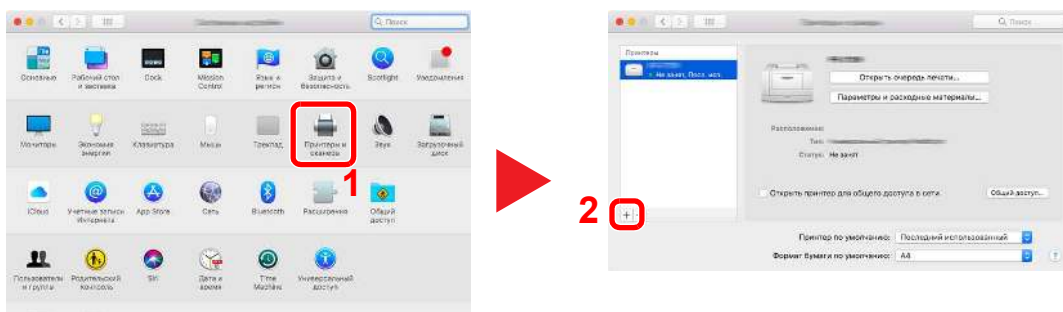 Поиск
Основные
Рабочий стол
и заставка
Dock
Mission
Control
Язык и
регион
Защита и
безопасность
Spotlight
Уведомления
Мониторы
Экономия
энергии
Клавиатура
Мышь
Трекпад
Принтеры и
сканеры
Звук
Загрузочный
диск
1
iCloud
Учетные записи
Интернета
App Store
Сеть
Bluetooth
Расширения
Общий
доступ
Пользователи
и группы
Родительский
контроль
Siri
Дата и
время
Time
Machine
Универсальный
доступ
Поиск
Принтеры
Не занят, Посл. исп.
Открыть очередь печати...
Параметры и расходные материалы...
Расположение:
Тип:
Статус: Не занят
Открыть принтер для общего доступа в сети
Общий доступ...
2
+
Принтер по умолчанию: Последний использованный
Формат бумаги по умолчанию: A4
?